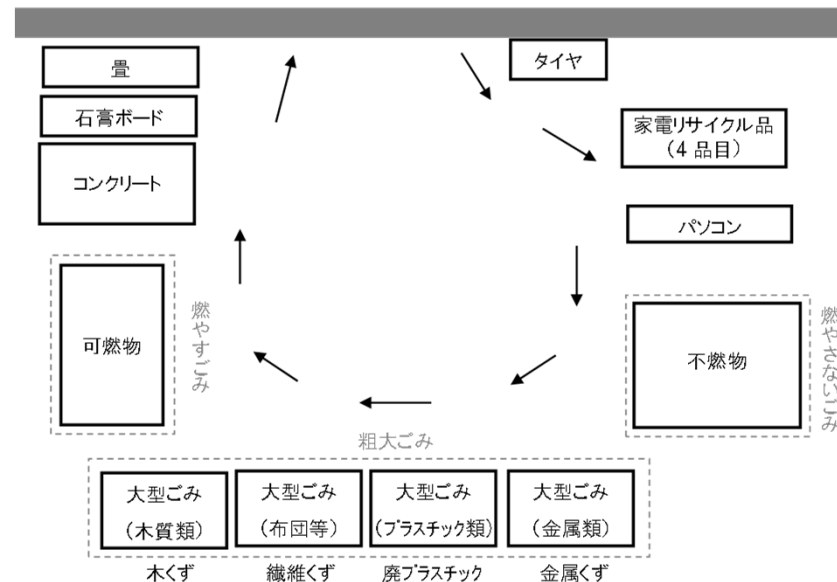 畳
石膏ボード
コンクリート
可燃物
燃やすごみ
タイヤ
家電リサイクル品
（4 品目）
パソコン
不燃物
燃やさないごみ
粗大ごみ
大型ごみ
（木質類）
大型ごみ
（布団等）
大型ごみ
（プラスチック類）
大型ごみ
（金属類）
木くず
繊維くず
廃プラスチック
金属くず